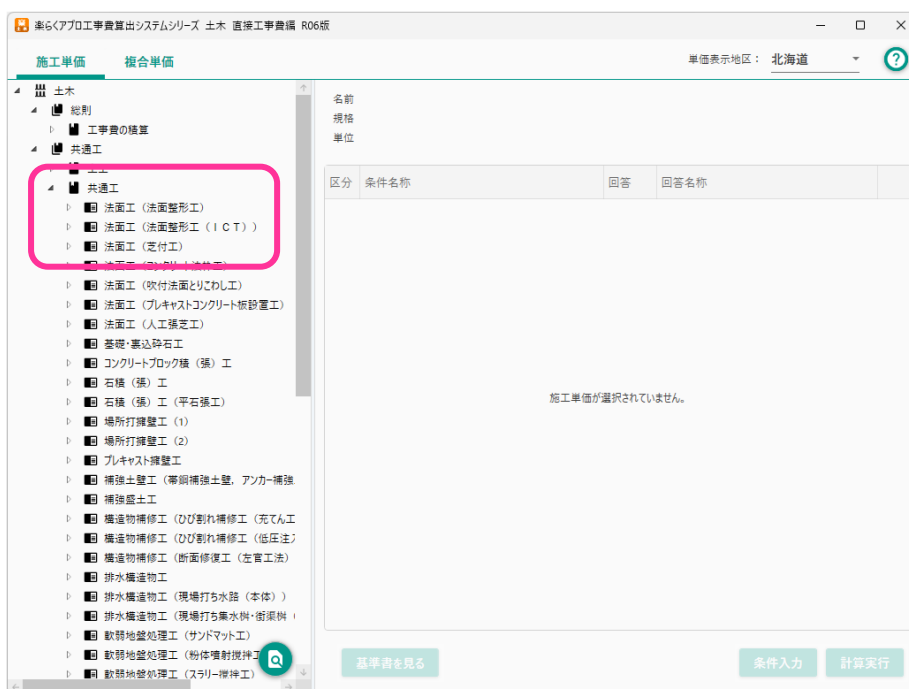 楽らくアプロ工事費算出システムシリーズ 土木 直接工事費編 R06版
施工単価 複合単価
単価表示地区: 北海道
土木
総則
工事費の積算
共通工
共通工
法面工(法面整形工)
法面工(法面整形工(ICT))
法面工(芝付工)
法面工(吹付法面とりこわし工)
法面工(プレキャストコンクリート板設置工)
法面工(人工張芝工)
基礎・裏込砕石工
コンクリートブロック積(張)工
石積(張)工
石積(張)工(平石張工)
場所打擁壁工(1)
場所打擁壁工(2)
プレキャスト擁壁工
補強土壁工(帯鋼補強土壁, アンカー補強
補強盛土工
構造物補修工(ひび割れ補修工(充てん工
構造物補修工(ひび割れ補修工(低圧注
構造物補修工(断面修復工(左官工法)
排水構造物工
排水構造物工(現場打ち水路(本体))
排水構造物工(現場打ち集水桝・街渠桝(
軟弱地盤処理工(サンドマット工)
軟弱地盤処理工(粉体噴射撹拌工
軟弱地盤処理工(スラリー撹拌工)
名前
規格
単位
区分 条件名称 回答 回答名称
施工単価が選択されていません。
基準書を見る 条件入力 計算実行